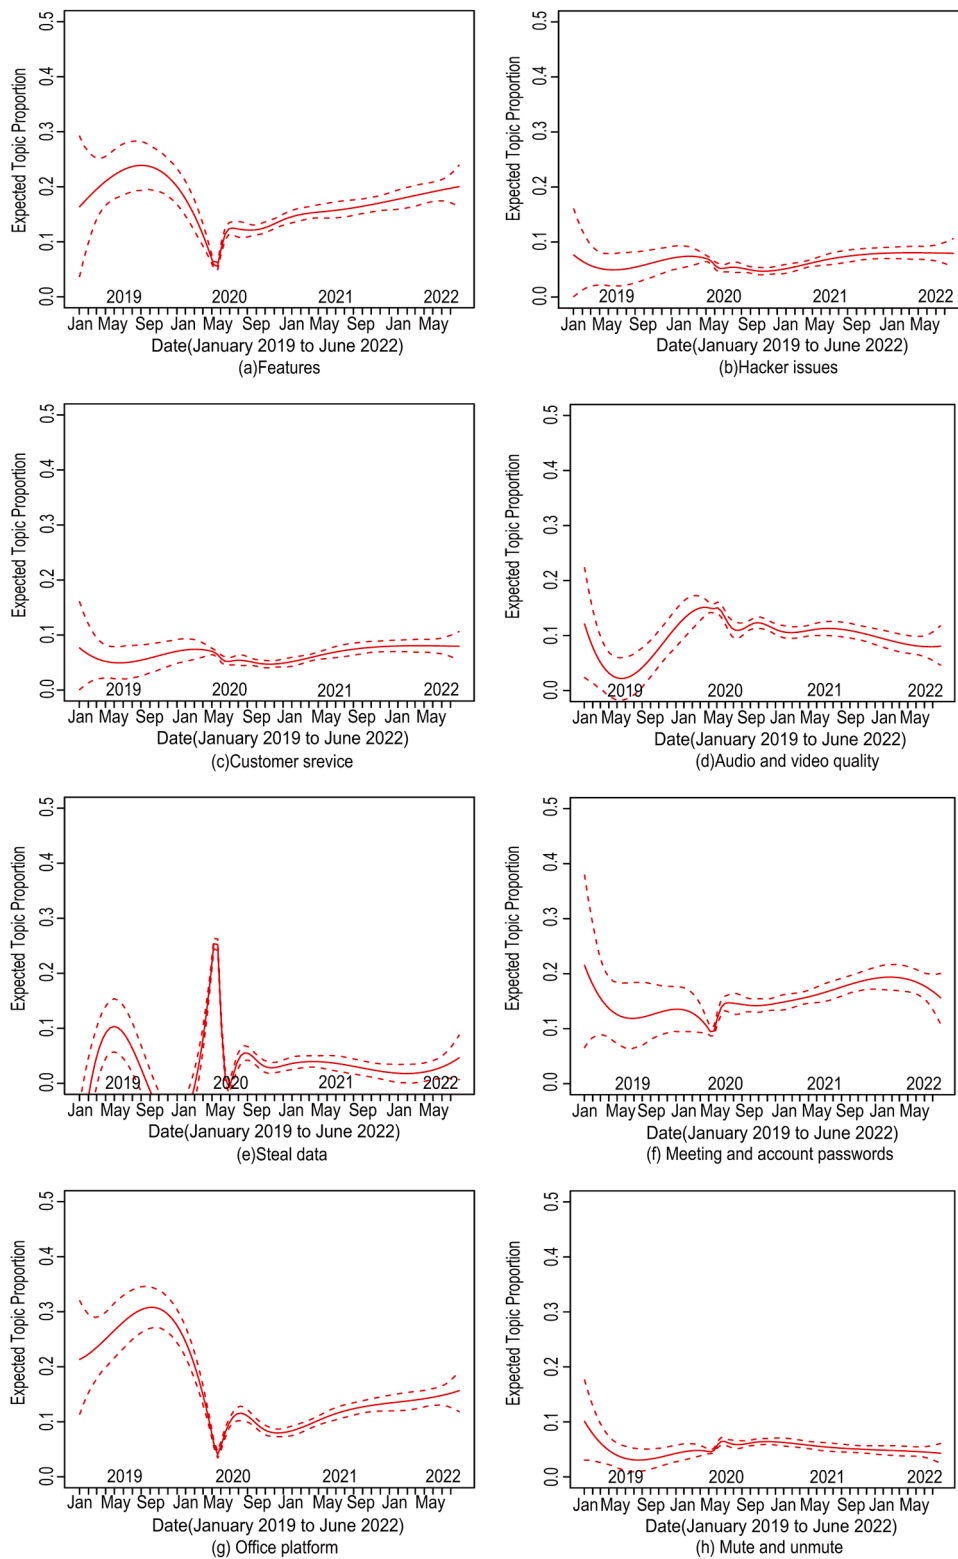 Expected Topic Proportion
0.5
0.4
0.3
0.2
0.1
0.0
2019 2020 2021 2022
Jan May Sep Jan May Sep Jan May Sep Jan May
Date(January 2019 to June 2022)
(a)Features
Expected Topic Proportion
0.5
0.4
0.3
0.2
0.1
0.0
2019 2020 2021 2022
Jan May Sep Jan May Sep Jan May Sep Jan May
Date(January 2019 to June 2022)
(b)Hacker issues
Expected Topic Proportion
0.5
0.4
0.3
0.2
0.1
0.0
2019 2020 2021 2022
Jan May Sep Jan May Sep Jan May Sep Jan May
Date(January 2019 to June 2022)
(c)Customer srevice
Expected Topic Proportion
0.5
0.4
0.3
0.2
0.1
0.0
2019 2020 2021 2022
Jan May Sep Jan May Sep Jan May Sep Jan May
Date(January 2019 to June 2022)
(d)Audio and video quality
Expected Topic Proportion
0.5
0.4
0.3
0.2
0.1
0.0
2019 2020 2021 2022
Jan May Sep Jan May Sep Jan May Sep Jan May
Date(January 2019 to June 2022)
(e)Steal data
Expected Topic Proportion
0.5
0.4
0.3
0.2
0.1
0.0
2019 2020 2021 2022
Jan May Sep Jan May Sep Jan May Sep Jan May
Date(January 2019 to June 2022)
(f) Meeting and account passwords
Expected Topic Proportion
0.5
0.4
0.3
0.2
0.1
0.0
2019 2020 2021 2022
Jan May Sep Jan May Sep Jan May Sep Jan May
Date(January 2019 to June 2022)
(g) Office platform
Expected Topic Proportion
0.5
0.4
0.3
0.2
0.1
0.0
2019 2020 2021 2022
Jan May Sep Jan May Sep Jan May Sep Jan May
Date(January 2019 to June 2022)
(h) Mute and unmute